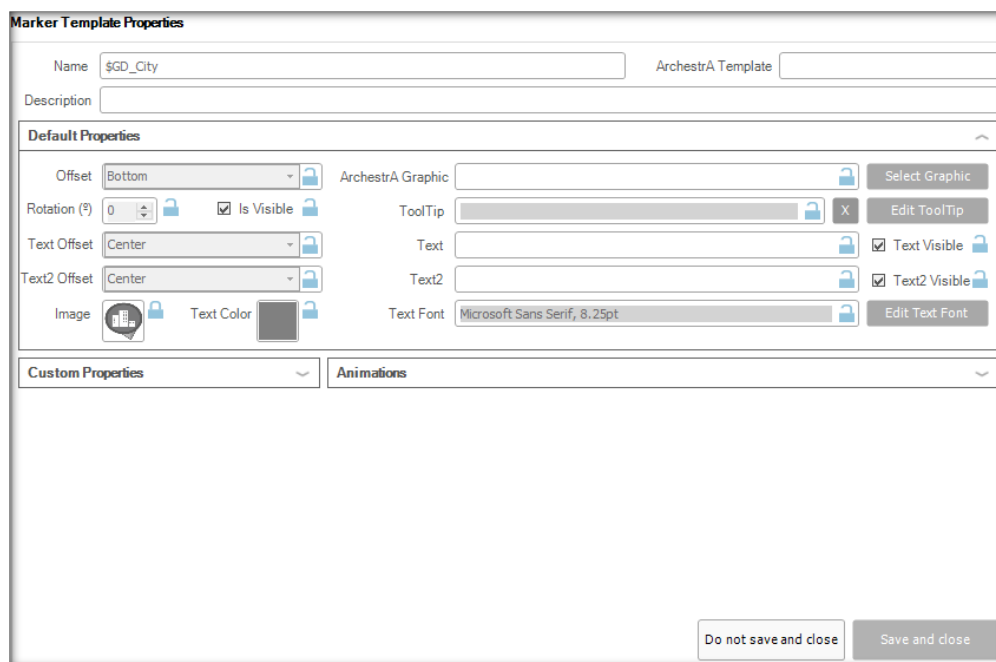 Marker Template Properties
Name $GD_City ArchestrA Template
Description
Default Properties
Offset Bottom ArchestrA Graphic Select Graphic
Rotation (º) 0 Is Visible ToolTip X Edit ToolTip
Text Offset Center Text Text Visible
Text2 Offset Center Text2 Text2 Visible
Image Text Color Text Font Microsoft Sans Serif, 8.25pt Edit Text Font
Custom Properties Animations
Do not save and close Save and close